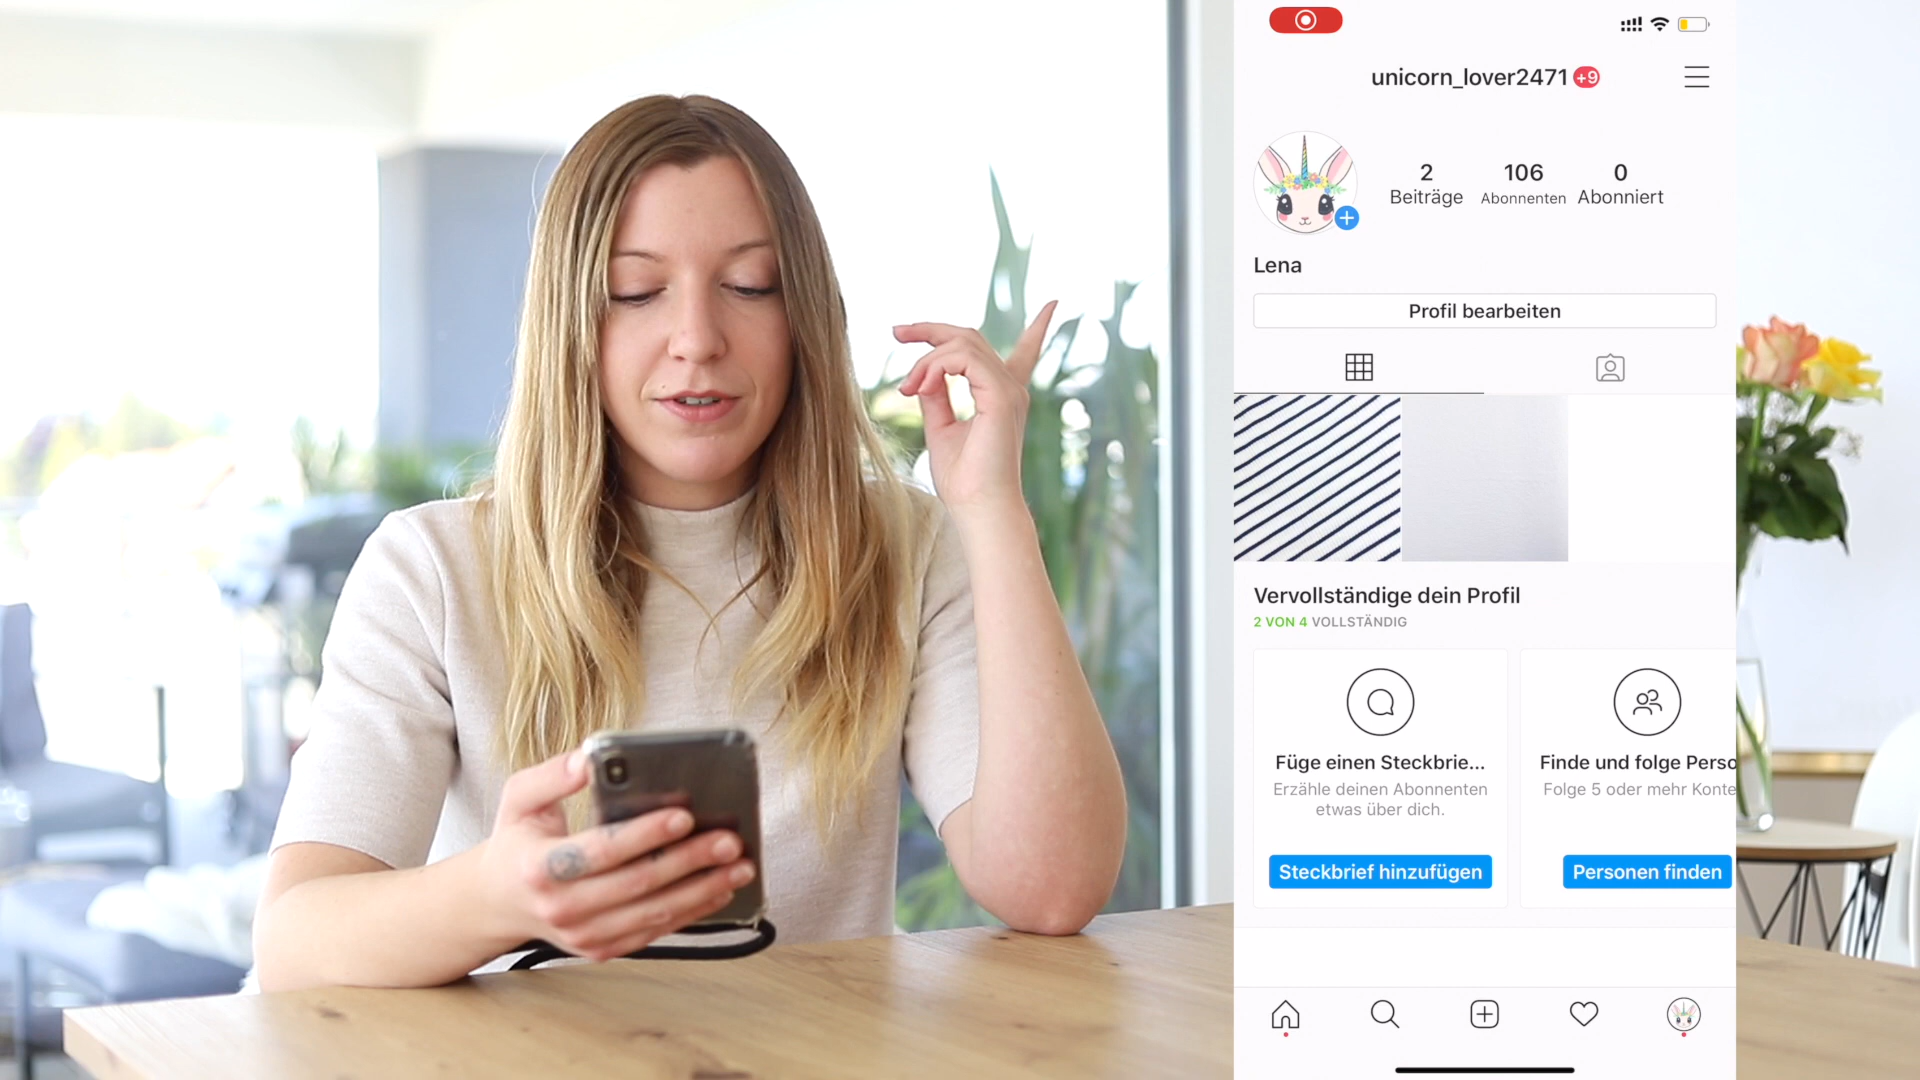 unicorn_lover2471 +9
2 106 0
Beiträge Abonnenten Abonniert
Lena
Profil bearbeiten
Vervollständige dein Profil
2 VON 4 VOLLSTÄNDIG
Füge einen Steckbrie... Finde und folge Perso
Erzähle deinen Abonnenten Folge 5 oder mehr Konte
etwas über dich.
Steckbrief hinzufügen Personen finden